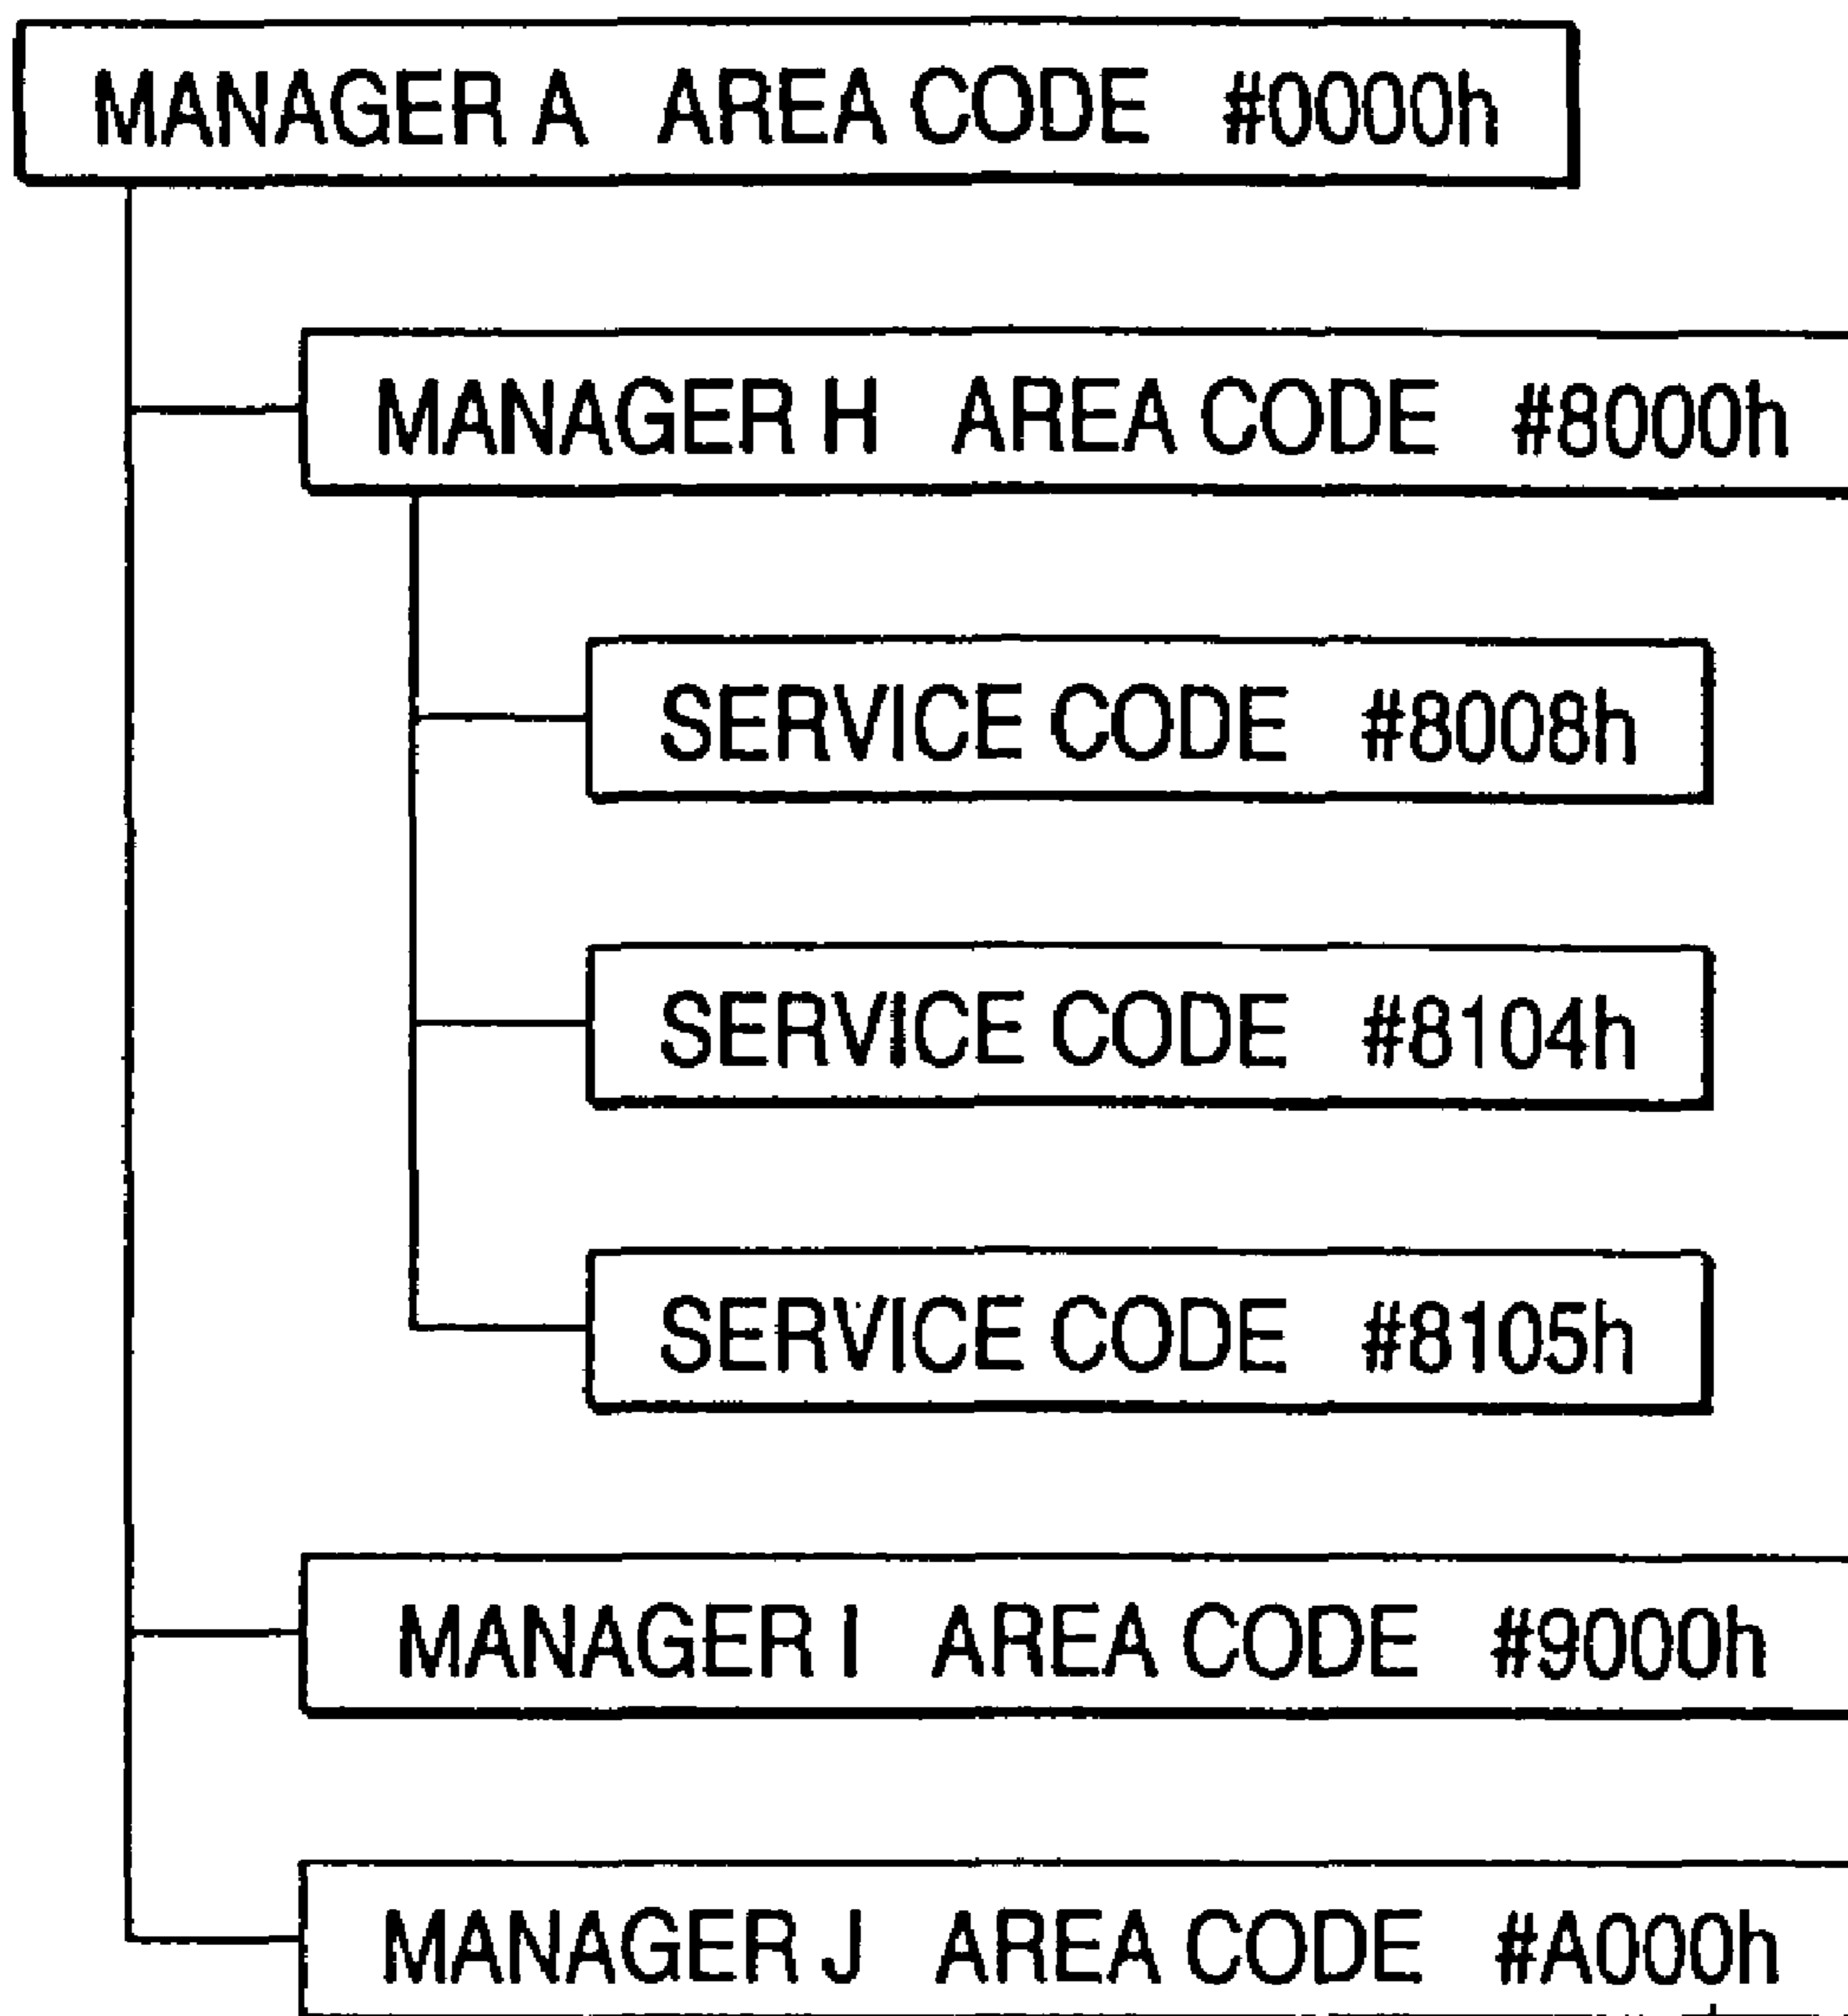 MANAGER A AREA CODE #0000h
MANAGER H AREA CODE #8000h
SERVICE CODE #8008h
SERVICE CODE #8104h
SERVICE CODE #8105h
MANAGER I AREA CODE #9000h
MANAGER J AREA CODE #A000h